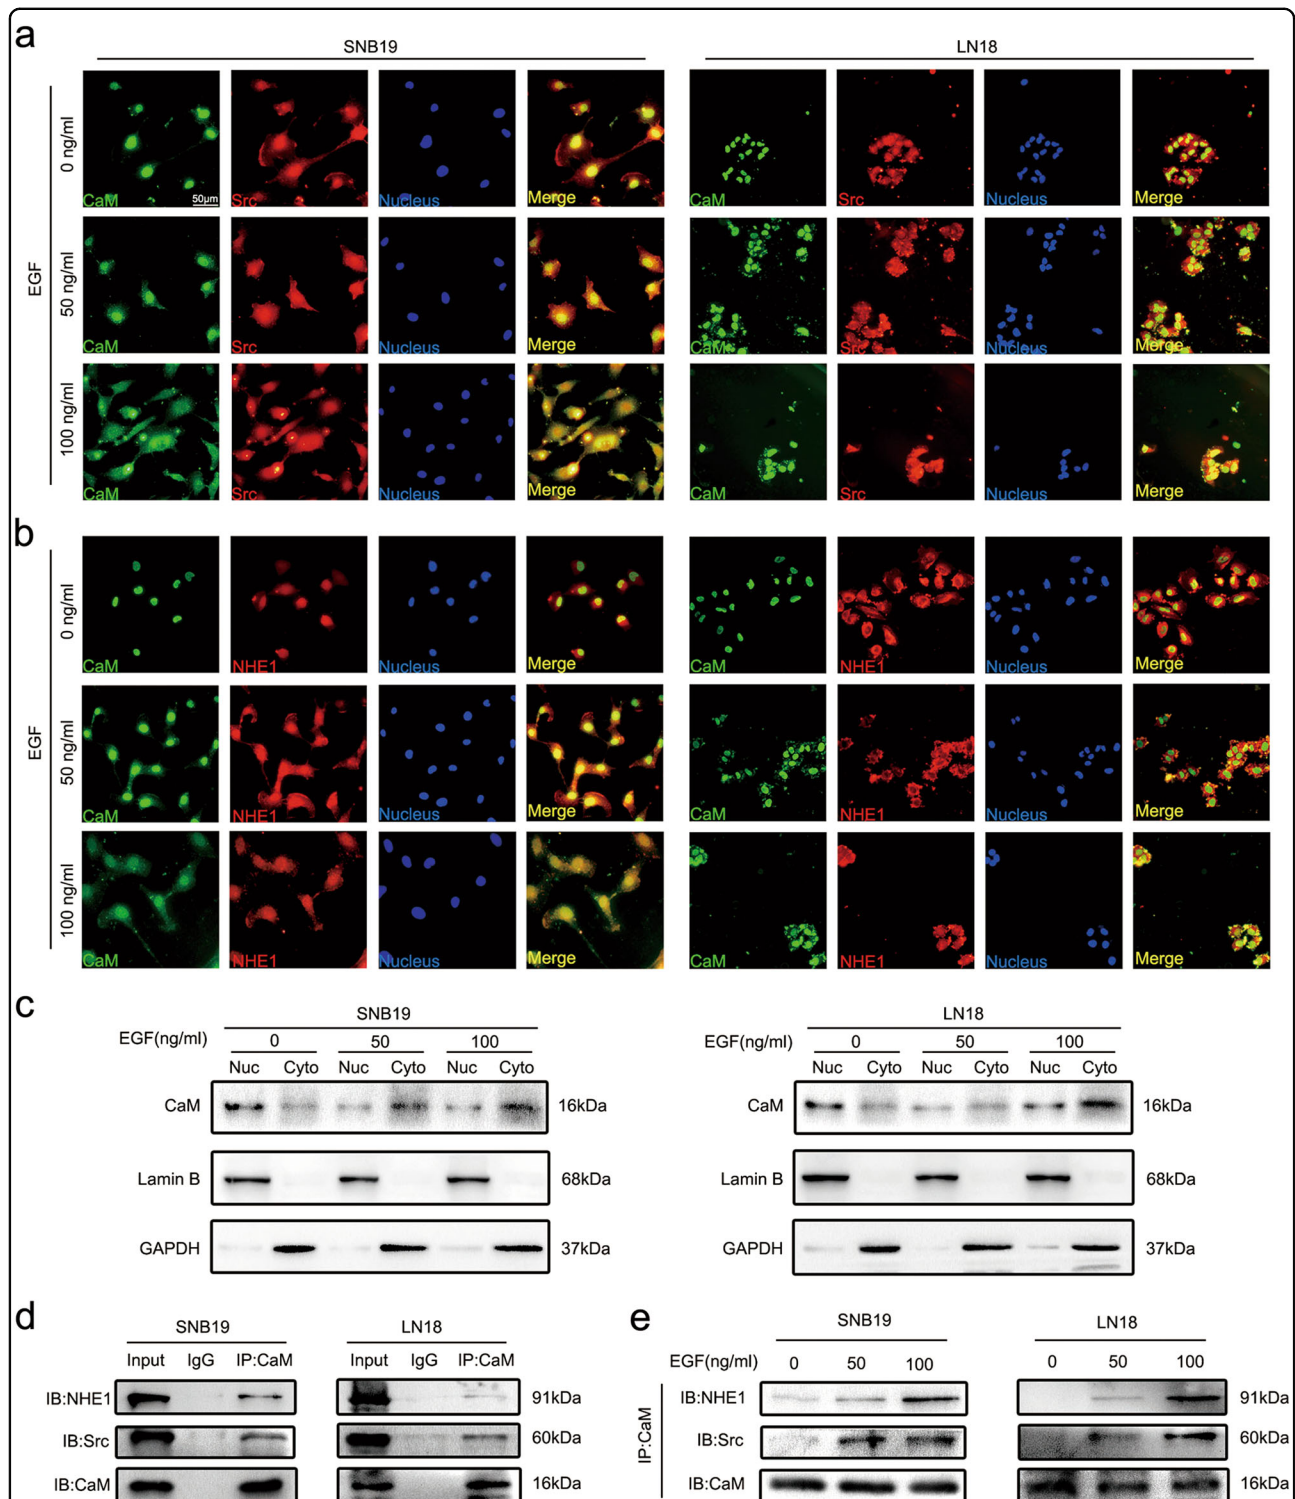 a
SNB19 LN18
EGF
0 ng/ml
CaM 50μm Src Nucleus Merge CaM Src Nucleus Merge
50 ng/ml
CaM Src Nucleus Merge CaM Src Nucleus Merge
100 ng/ml
CaM Src Nucleus Merge CaM Src Nucleus Merge
b
EGF
0 ng/ml
CaM NHE1 Nucleus Merge CaM NHE1 Nucleus Merge
50 ng/ml
CaM NHE1 Nucleus Merge CaM NHE1 Nucleus Merge
100 ng/ml
CaM NHE1 Nucleus Merge CaM NHE1 Nucleus Merge
c
SNB19
EGF(ng/ml) 0 50 100
Nuc Cyto Nuc Cyto Nuc Cyto
CaM 16kDa
Lamin B 68kDa
GAPDH 37kDa
LN18
EGF(ng/ml) 0 50 100
Nuc Cyto Nuc Cyto Nuc Cyto
CaM 16kDa
Lamin B 68kDa
GAPDH 37kDa
d
SNB19 LN18
Input IgG IP:CaM Input IgG IP:CaM
IB:NHE1 91kDa
IB:Src 60kDa
IB:CaM 16kDa
e
SNB19 LN18
EGF(ng/ml) 0 50 100 0 50 100
IP:CaM
IB:NHE1 91kDa
IB:Src 60kDa
IB:CaM 16kDa